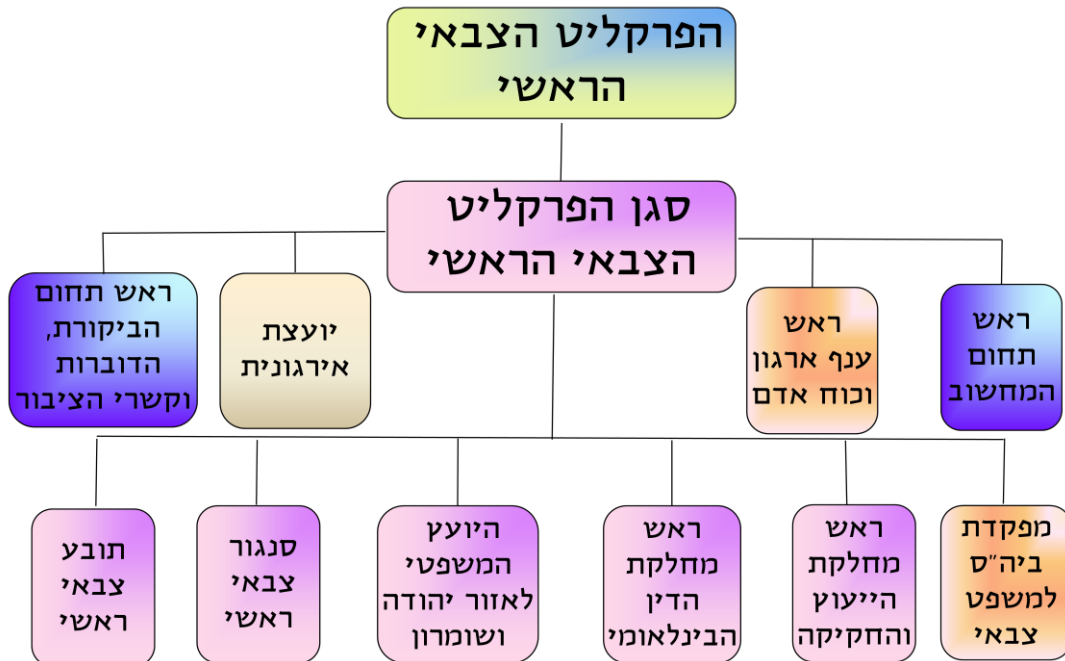 הפרקליט הצבאי
הראשי
סגן הפרקליט
הצבאי הראשי
ראש
תחום
המחשוב
ראש
ענף ארגון
וכוח אדם
יועצת
אירגונית
ראש תחום
הביקורת,
הדוברות
וקשרי הציבור
מפקדת
ביה"ס
למשפט
צבאי
ראש
מחלקת
הייעוץ
והחקיקה
ראש
מחלקת
הדין
הבינלאומי
היועץ
המשפטי
לאזור יהודה
ושומרון
סנגור
צבאי
ראשי
תובע
צבאי
ראשי